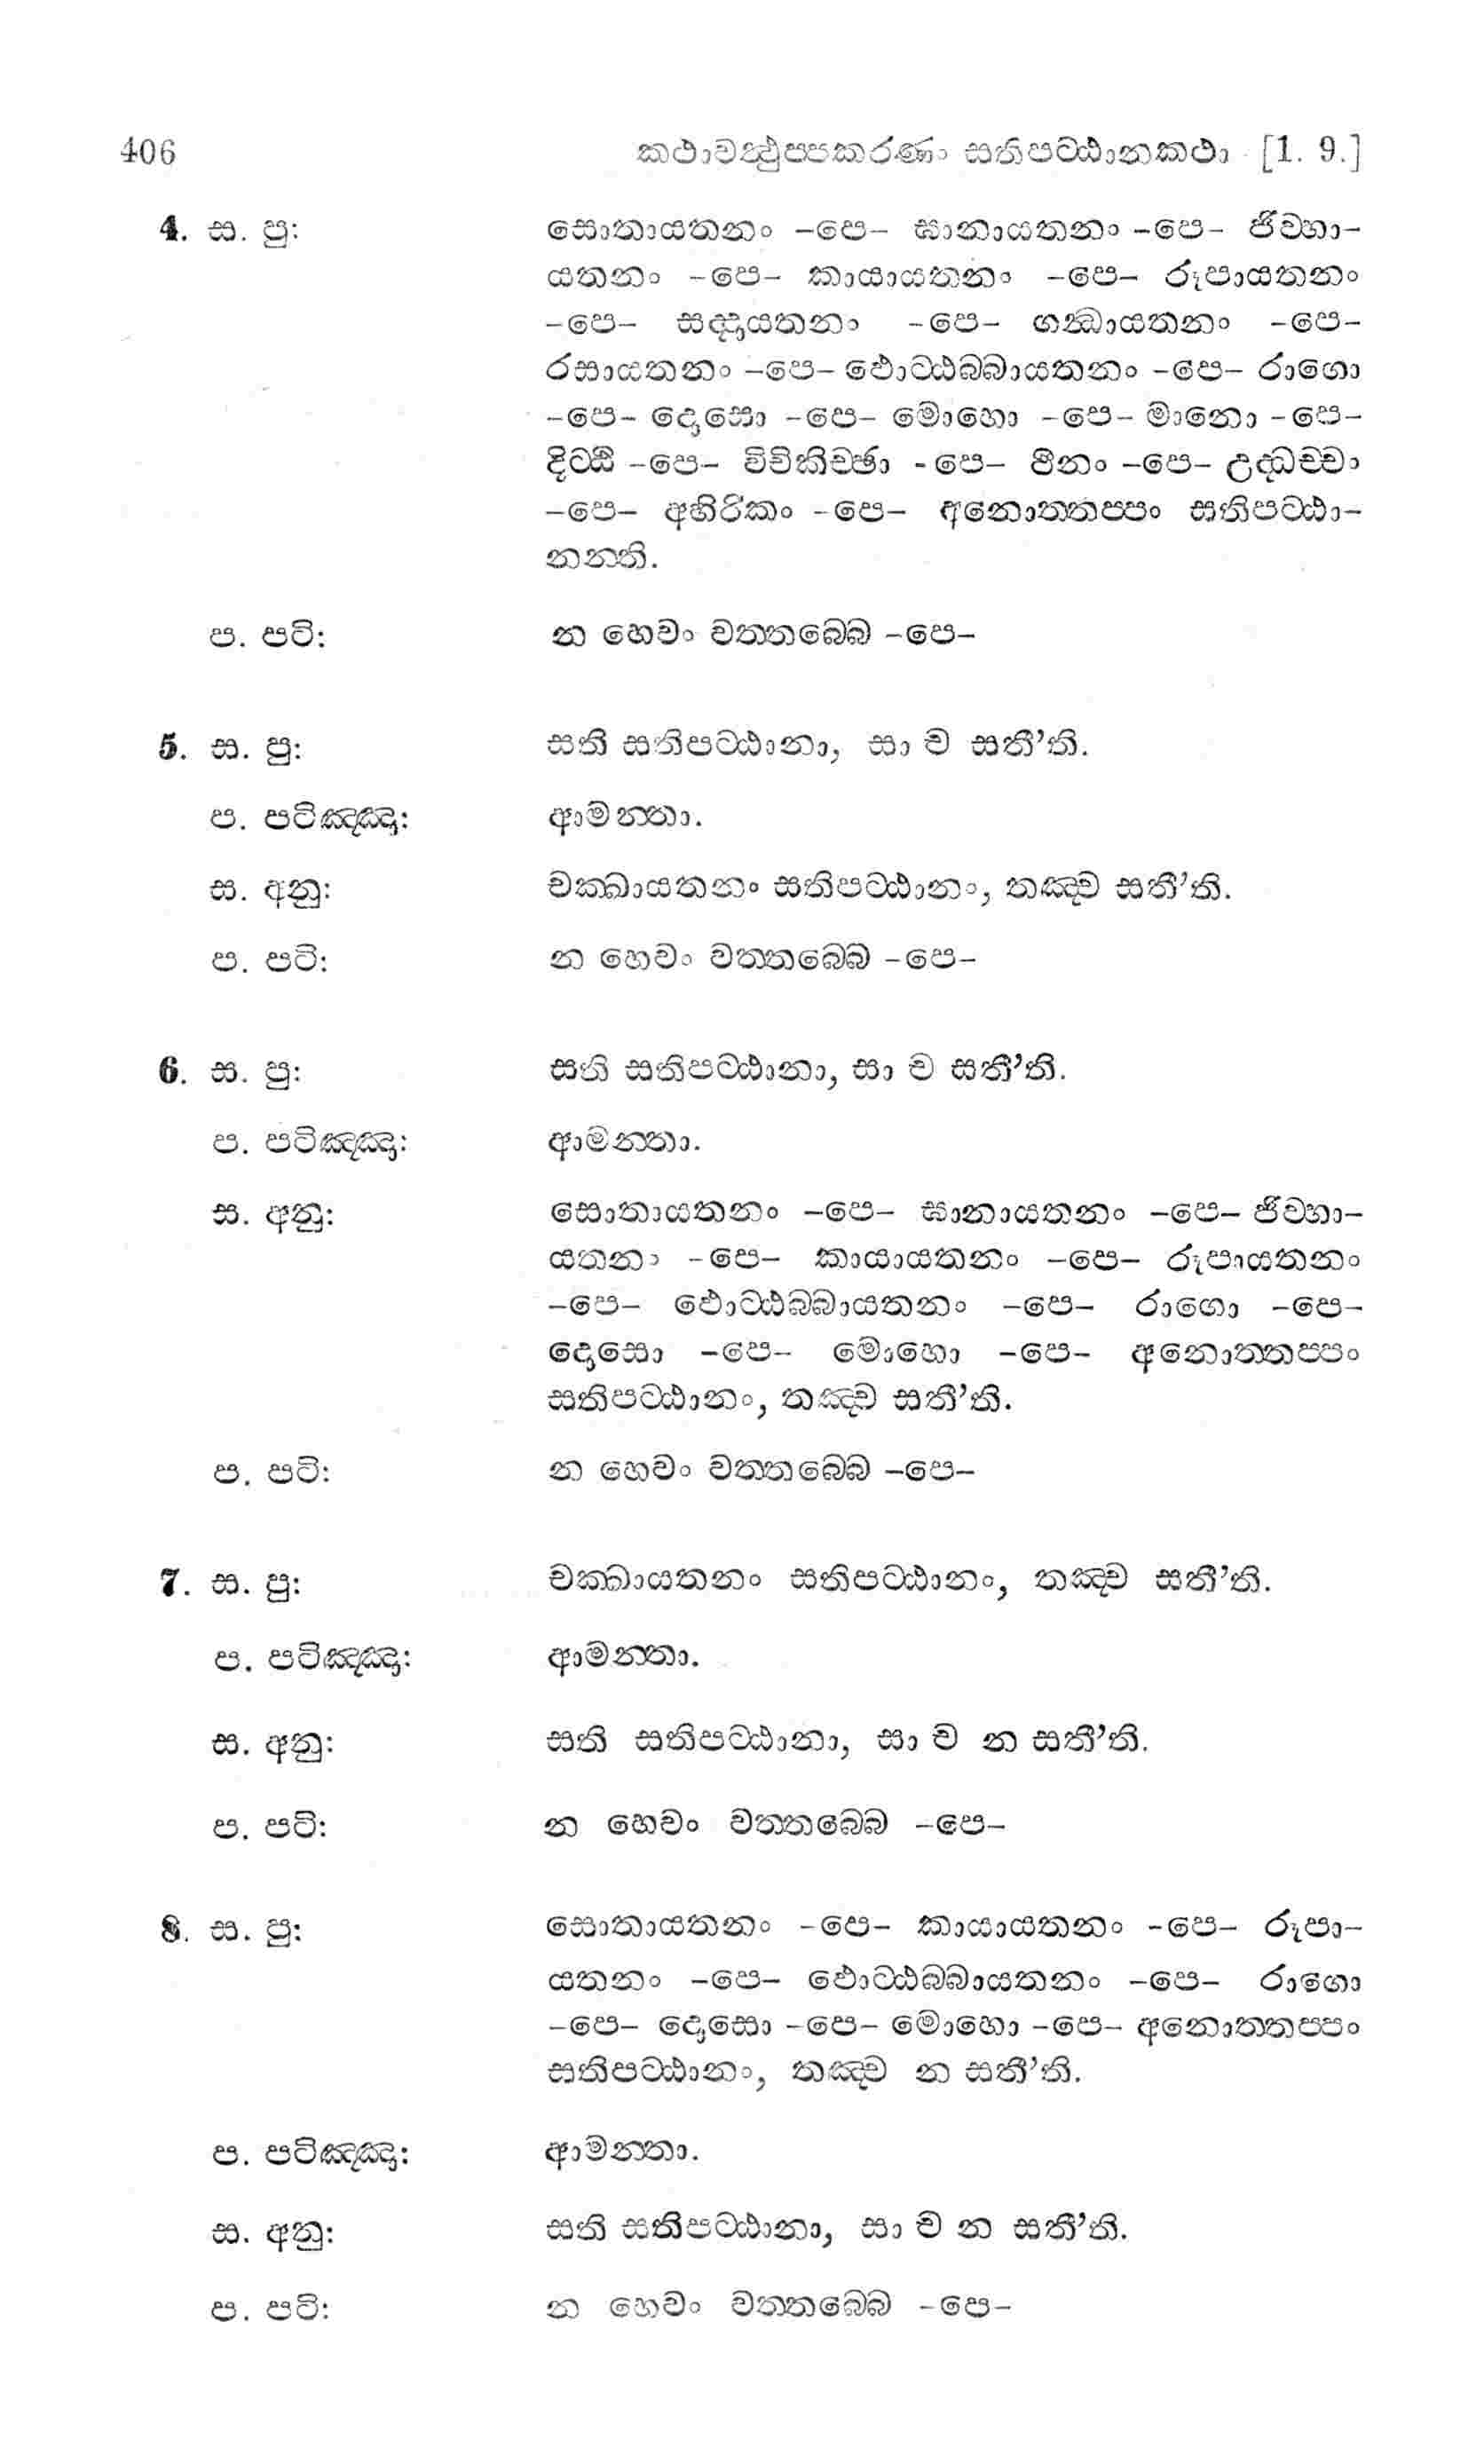 406 කථාවත්‍ථුප‍්පකරණං සතිපට‍්ඨානකථා [1. 9.]
4. ස. පු: සොතායතනං -පෙ- ඝානායතනං -පෙ- ජිව‍්හා-
යතනං -පෙ- කායායතනං -පෙ- රූපායතනං
-පෙ- සද‍්දායතනං -පෙ- ගන්‍ධායතනං -පෙ-
රසායතනං -පෙ- ඵොට‍්ඨබ‍්බායතනං -පෙ- රාගො
-පෙ- දොසො -පෙ- මොහො -පෙ- මානො -පෙ-
දිට‍්ඨි -පෙ- විචිකිච‍්ඡා -පෙ- ථීනං -පෙ- උද‍්ධච‍්චං
-පෙ- අහිරිකං -පෙ- අනොත‍්තප‍්පං සතිපට‍්ඨා-
නන‍්ති.
ප. පටි: න හෙවං වත‍්තබ‍්බෙ -පෙ-
5. ස. පු: සති සතිපට‍්ඨානා, සා ච සතී’ති.
ප. පටිඤ‍්ඤා: ආමන‍්තා.
ස. අනු: චක‍්ඛායතනං සතිපට‍්ඨානං, තඤ‍්ච සතී’ති.
ප. පටි: න හෙවං වත‍්තබ‍්බෙ -පෙ-
6. ස. පු: සති සතිපට‍්ඨානා, සා ච සතී’ති.
ප. පටිඤ‍්ඤා: ආමන‍්තා.
ස. අනු: සොතායතනං -පෙ- ඝානායතනං -පෙ- ජිව‍්හා-
යතනං -පෙ- කායායතනං -පෙ- රූපායතනං
-පෙ- ඵොට‍්ඨබ‍්බායතනං -පෙ- රාගො -පෙ-
දොසො -පෙ- මොහො -පෙ- අනොත‍්තප‍්පං
සතිපට‍්ඨානං, තඤ‍්ච සතී’ති.
ප. පටි: න හෙවං වත‍්තබ‍්බෙ -පෙ-
7. ස. පු: චක‍්ඛායතනං සතිපට‍්ඨානං, තඤ‍්ච සතී’ති.
ප. පටිඤ‍්ඤා: ආමන‍්තා.
ස. අනු: සති සතිපට‍්ඨානා, සා ච න සතී’ති.
ප. පටි: න හෙවං වත‍්තබ‍්බෙ -පෙ-
8. ස. පු: සොතායතනං -පෙ- කායායතනං -පෙ- රූපා-
යතනං -පෙ- ඵොට‍්ඨබ‍්බායතනං -පෙ- රාගො
-පෙ- දොසො -පෙ- මොහො -පෙ- අනොත‍්තප‍්පං
සතිපට‍්ඨානං, තඤ‍්ච න සතී’ති.
ප. පටිඤ‍්ඤා: ආමන‍්තා.
ස. අනු: සති සතිපට‍්ඨානා, සා ච න සතී’ති.
ප. පටි: න හෙවං වත‍්තබ‍්බෙ -පෙ-